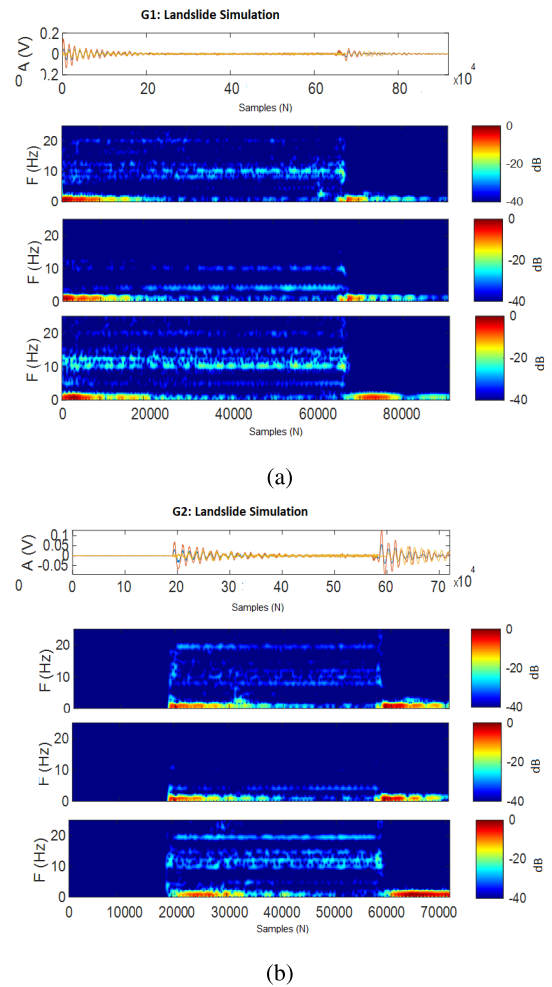 G1: Landslide Simulation
A (V)
0.2
0
0.2
0 20 40 60 80
x10^4
Samples (N)
F (Hz)
20
10
0
0
-20
-40
dB
F (Hz)
20
10
0
0
-20
-40
dB
F (Hz)
20
10
0
0
-20
-40
dB
0 20000 40000 60000 80000
Samples (N)
(a)
G2: Landslide Simulation
A (V)
0.1
-0.05
0
0 10 20 30 40 50 60 70
x10^4
Samples (N)
F (Hz)
20
10
0
0
-20
-40
dB
F (Hz)
20
10
0
0
-20
-40
dB
F (Hz)
20
10
0
0
-20
-40
dB
0 10000 20000 30000 40000 50000 60000 70000
Samples (N)
(b)